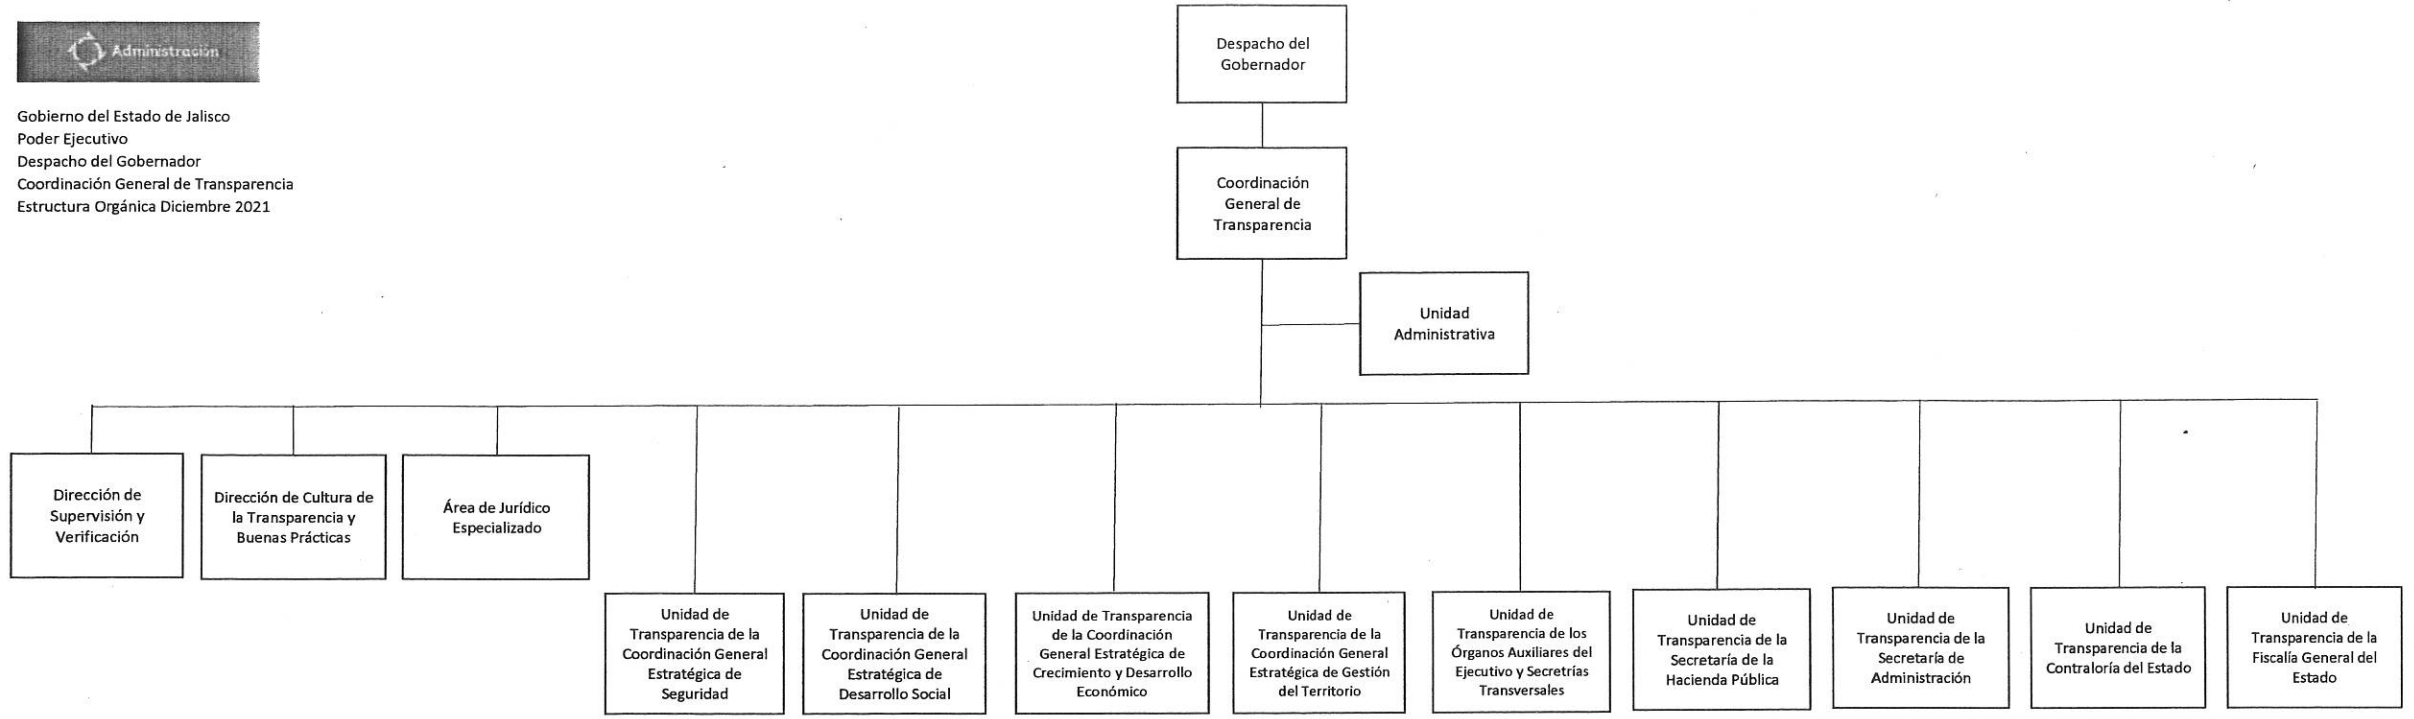 Administración
Gobierno del Estado de Jalisco
Poder Ejecutivo
Despacho del Gobernador
Coordinación General de Transparencia
Estructura Orgánica Diciembre 2021
Despacho del
Gobernador
Coordinación
General de
Transparencia
Unidad
Administrativa
Dirección de
Supervisión y
Verificación
Dirección de Cultura de
la Transparencia y
Buenas Prácticas
Área de Jurídico
Especializado
Unidad de
Transparencia de la
Coordinación General
Estratégica de
Seguridad
Unidad de
Transparencia de la
Coordinación General
Estratégica de
Desarrollo Social
Unidad de Transparencia
de la Coordinación
General Estratégica de
Crecimiento y Desarrollo
Económico
Unidad de
Transparencia de la
Coordinación General
Estratégica de Gestión
del Territorio
Unidad de
Transparencia de los
Órganos Auxiliares del
Ejecutivo y Secretrías
Transversales
Unidad de
Transparencia de la
Secretaría de la
Hacienda Pública
Unidad de
Transparencia de la
Secretaría de
Administración
Unidad de
Transparencia de la
Contraloría del Estado
Unidad de
Transparencia de la
Fiscalía General del
Estado